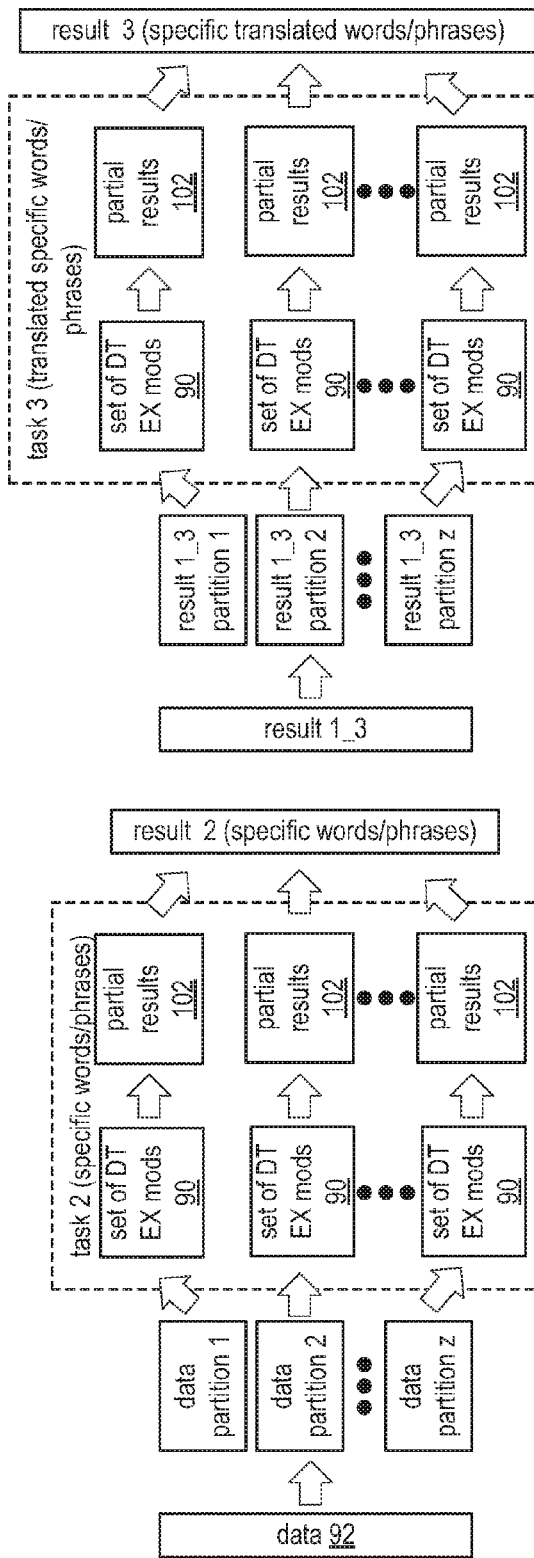 data 92
data
partition 1
data
partition 2
data
partition z
task 2 (specific words/phrases)
set of DT
EX mods
90
set of DT
EX mods
90
set of DT
EX mods
90
partial
results
102
partial
results
102
partial
results
102
result 2 (specific words/phrases)
result 1_3
result 1_3
partition 1
result 1_3
partition 2
result 1_3
partition z
task 3 (translated specific words/
phrases)
set of DT
EX mods
90
set of DT
EX mods
90
set of DT
EX mods
90
partial
results
102
partial
results
102
partial
results
102
result 3 (specific translated words/phrases)